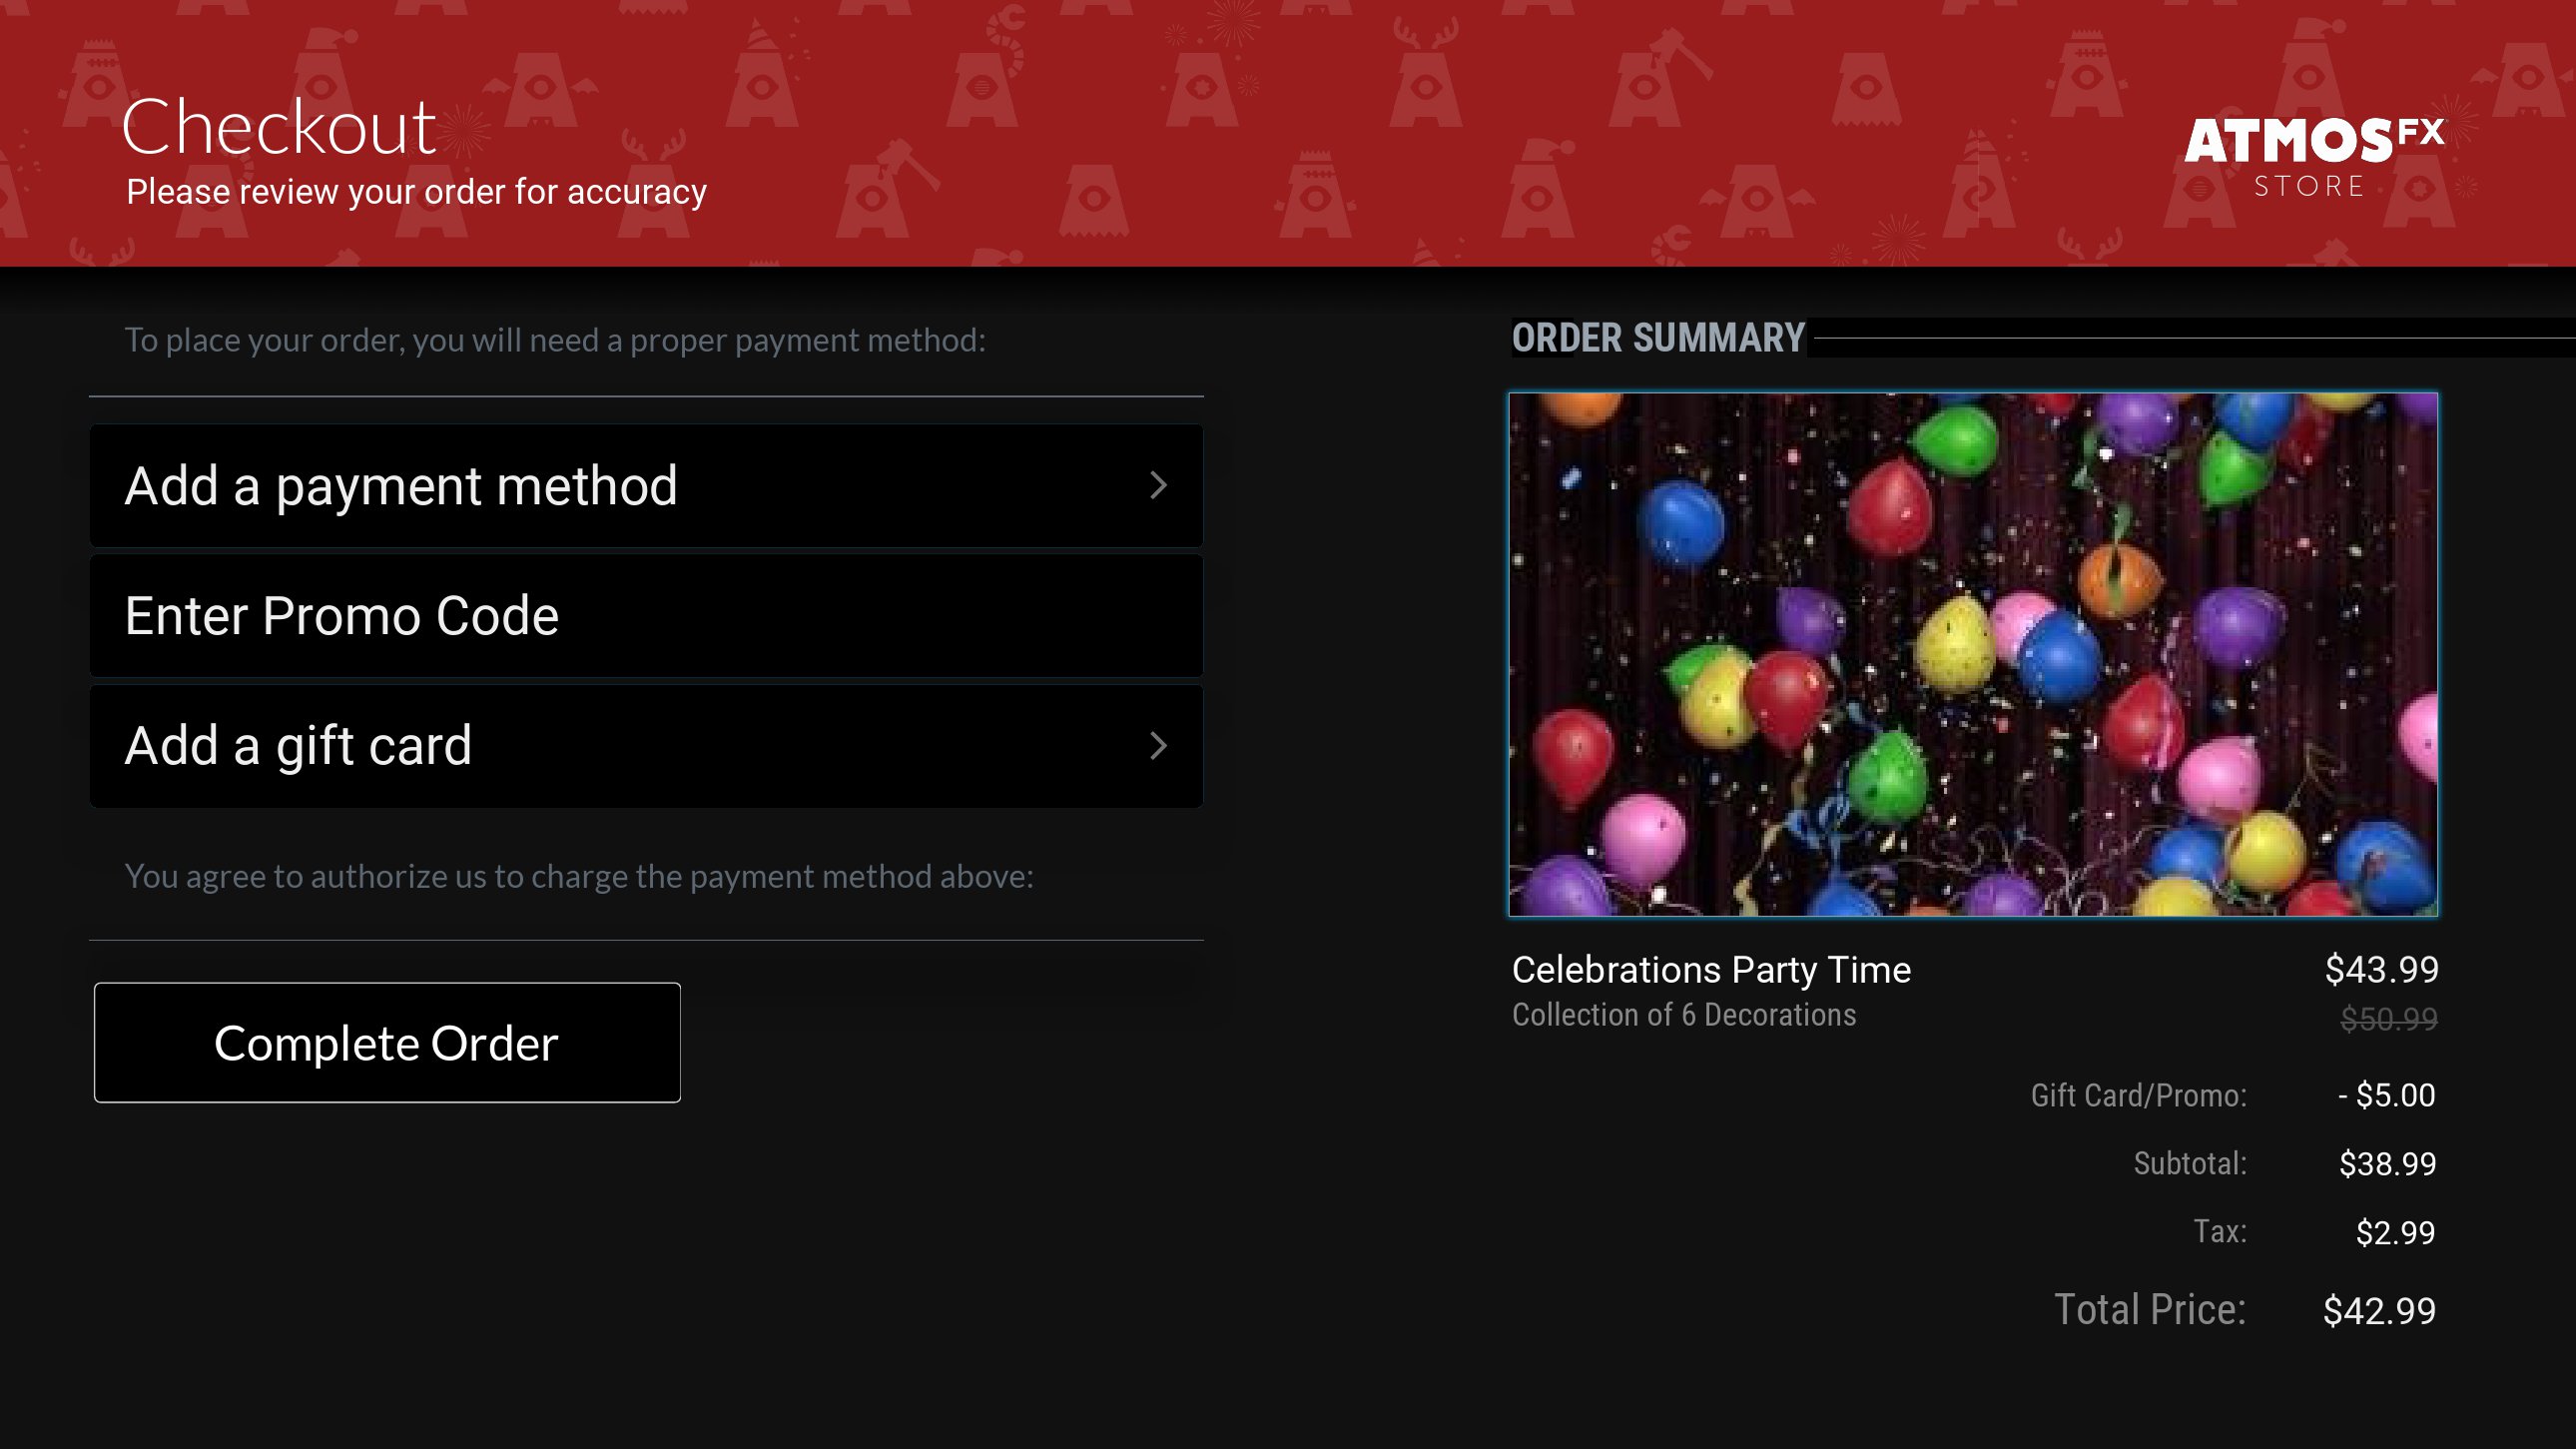 Checkout
Please review your order for accuracy
ATMOSFX
STORE
To place your order, you will need a proper payment method:
Add a payment method
Enter Promo Code
Add a gift card
You agree to authorize us to charge the payment method above:
Complete Order
ORDER SUMMARY
Celebrations Party Time $43.99
Collection of 6 Decorations $50.99
Gift Card/Promo: - $5.00
Subtotal: $38.99
Tax: $2.99
Total Price: $42.99